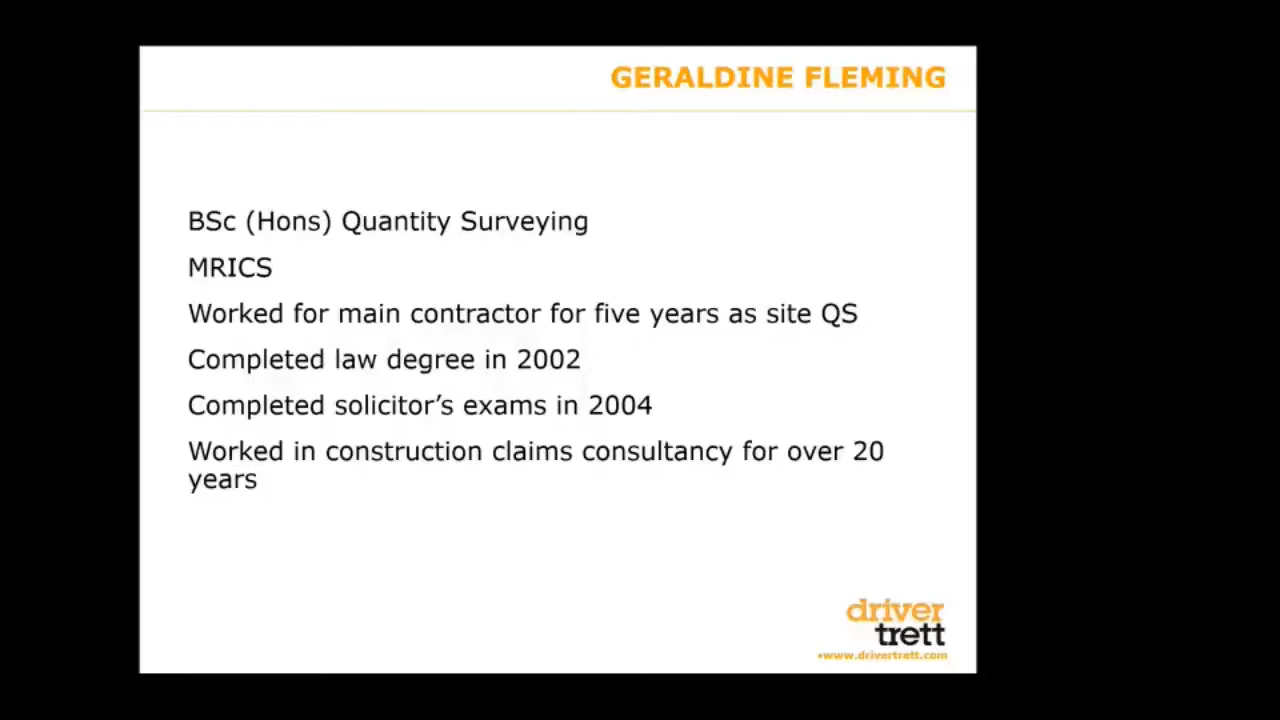 GERALDINE FLEMING
BSc (Hons) Quantity Surveying
MRICS
Worked for main contractor for five years as site QS
Completed law degree in 2002
Completed solicitor’s exams in 2004
Worked in construction claims consultancy for over 20
years
driver
trett
•www.drivertrett.com